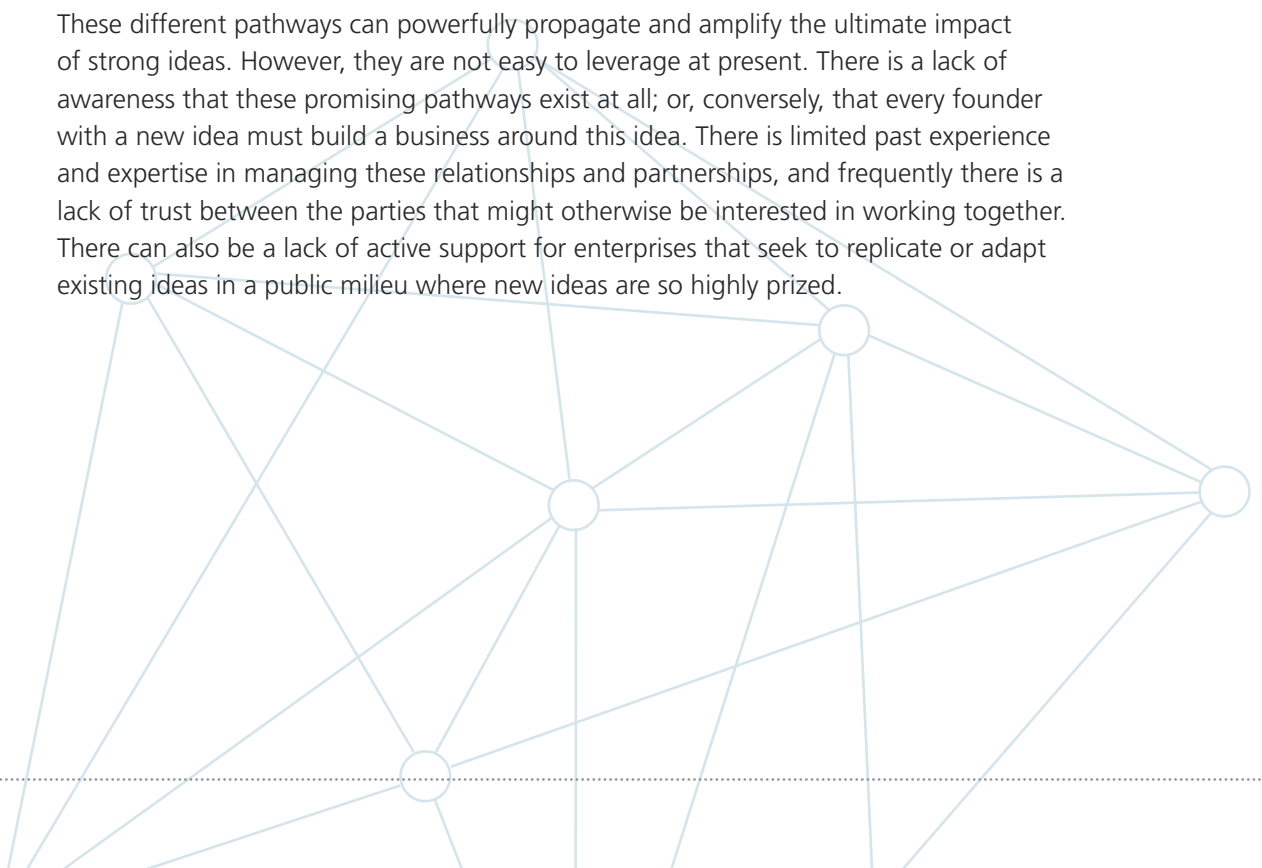 These different pathways can powerfully propagate and amplify the ultimate impact
of strong ideas. However, they are not easy to leverage at present. There is a lack of
awareness that these promising pathways exist at all; or, conversely, that every founder
with a new idea must build a business around this idea. There is limited past experience
and expertise in managing these relationships and partnerships, and frequently there is a
lack of trust between the parties that might otherwise be interested in working together.
There can also be a lack of active support for enterprises that seek to replicate or adapt
existing ideas in a public milieu where new ideas are so highly prized.